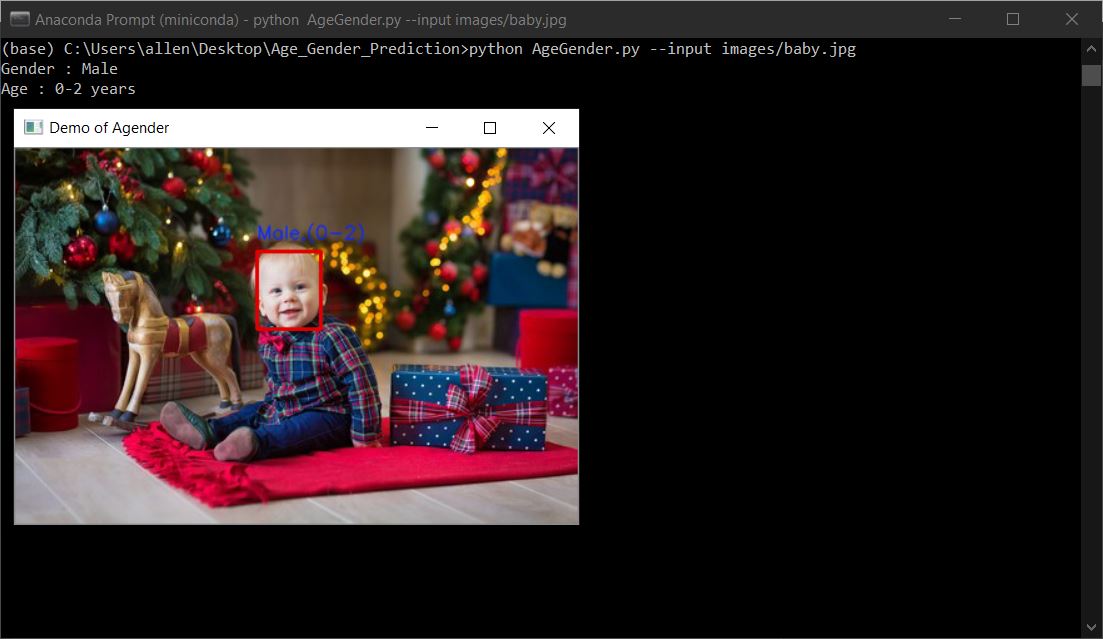 Anaconda Prompt (miniconda) - python  AgeGender.py --input images/baby.jpg
(base) C:\Users\allen\Desktop\Age_Gender_Prediction>python AgeGender.py --input images/baby.jpg
Gender : Male
Age : 0-2 years
Demo of Agender
Male,(0-2)